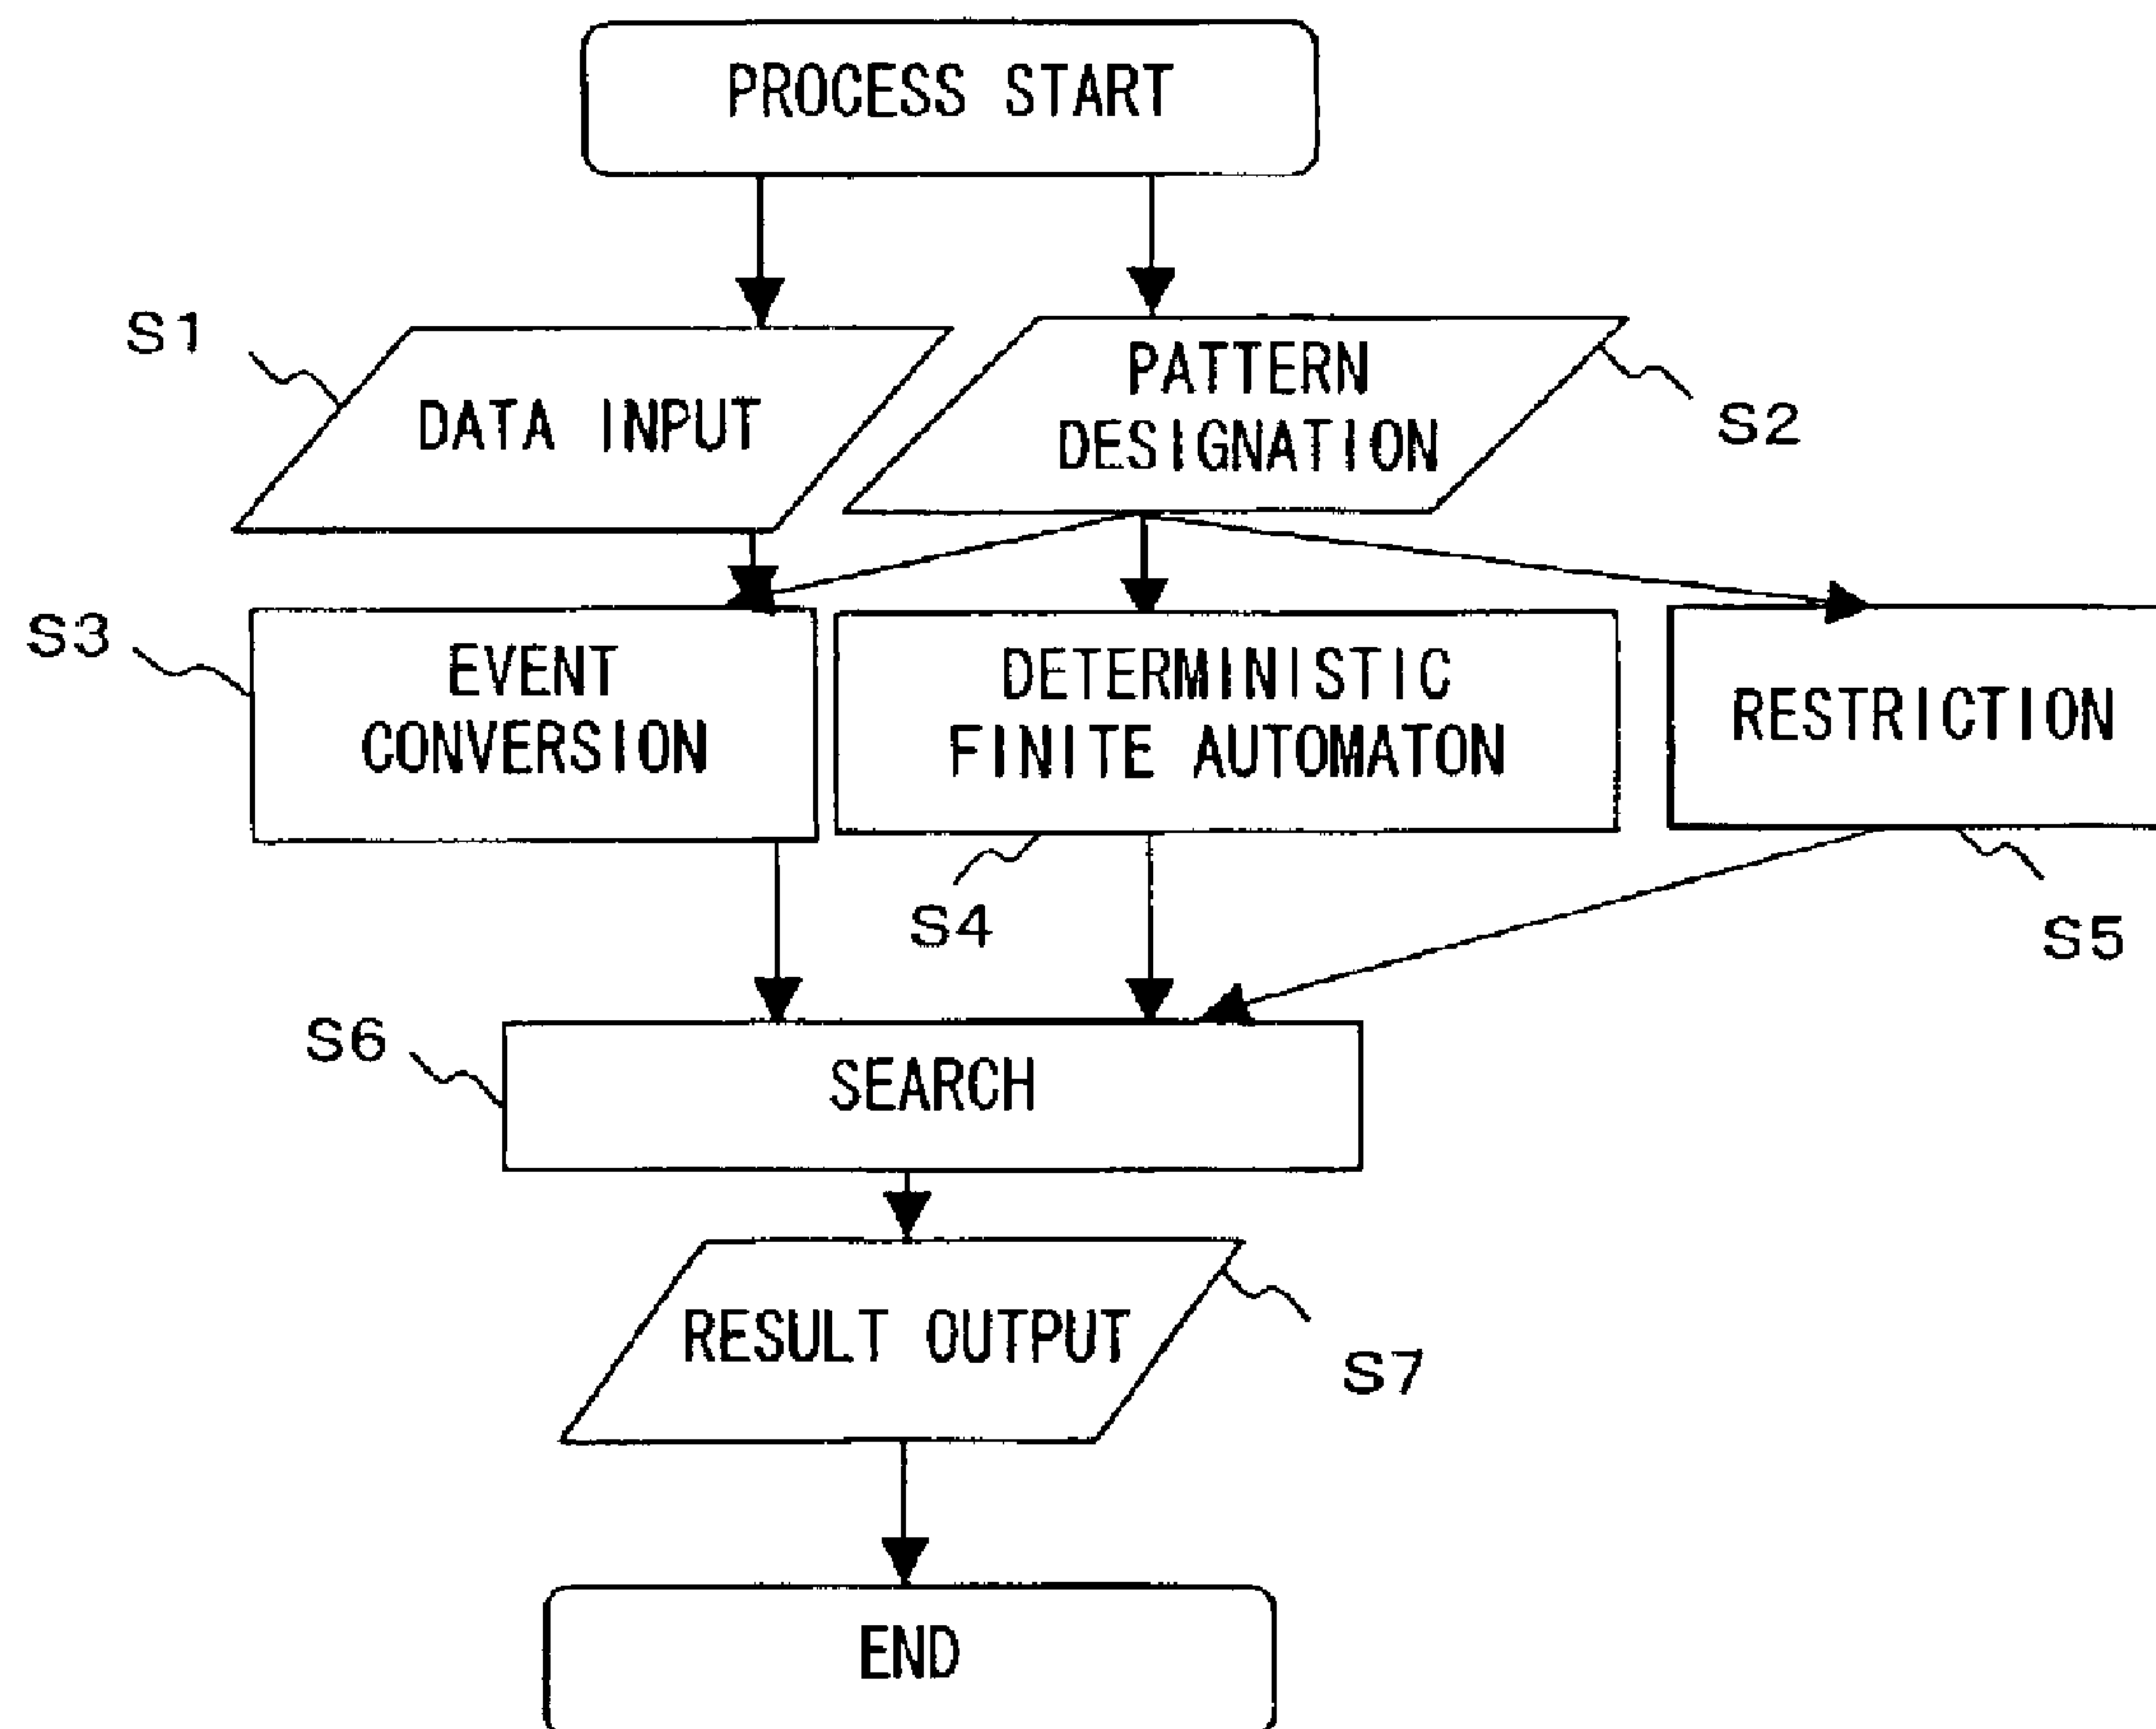 PROCESS START
S1
DATA INPUT
PATTERN
DESIGNATION
S2
S3
EVENT
CONVERSION
DETERMINISTIC
FINITE AUTOMATON
RESTRICTION
S4
S5
S6
SEARCH
RESULT OUTPUT
S7
END